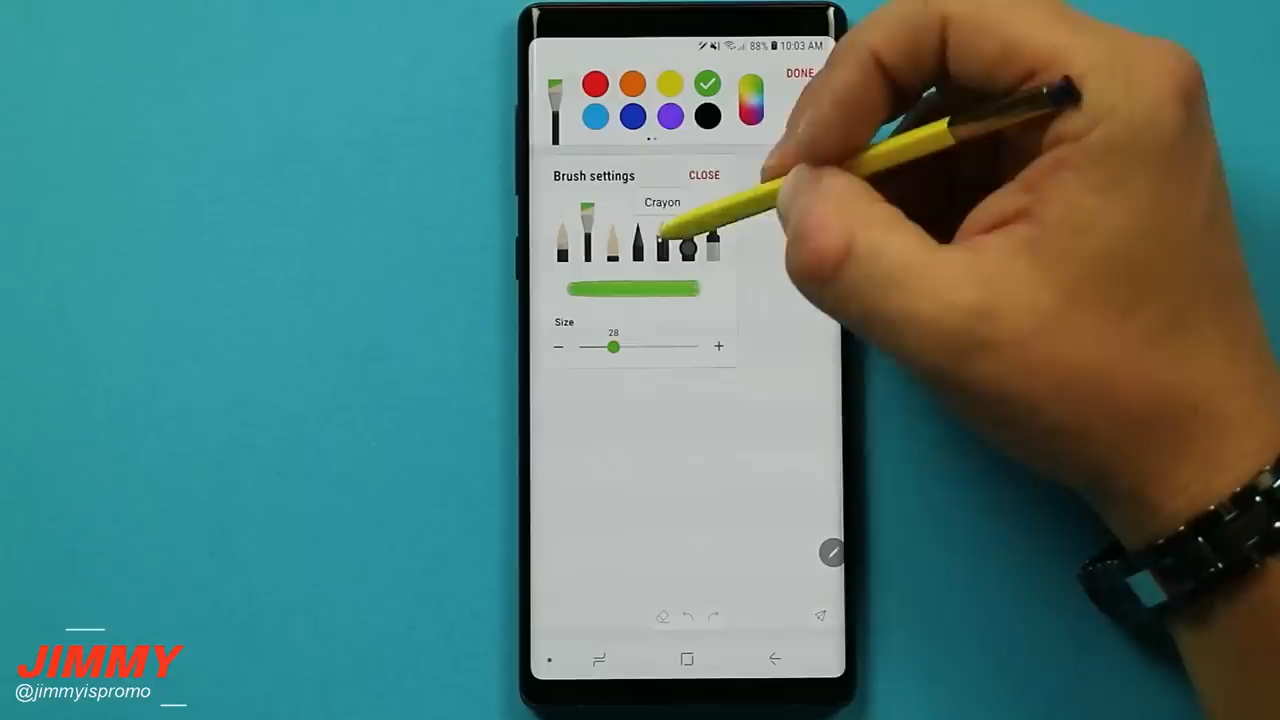 88% 10:03 AM
DONE
Brush settings CLOSE
Crayon
Size
28
JIMMY
@jimmyispromo